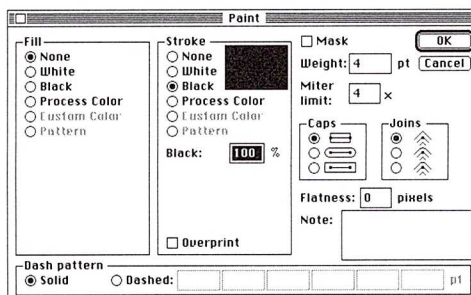 Paint
Fill
None
White
Black
Process Color
Custom Color
Pattern
Stroke
None
White
Black
Process Color
Custom Color
Pattern
Black: 100 %
Overprint
Mask
OK
Weight: 4 pt
Cancel
Miter limit: 4 ×
Caps
Joins
Flatness: 0 pixels
Note:
Dash pattern
Solid
Dashed:
pt